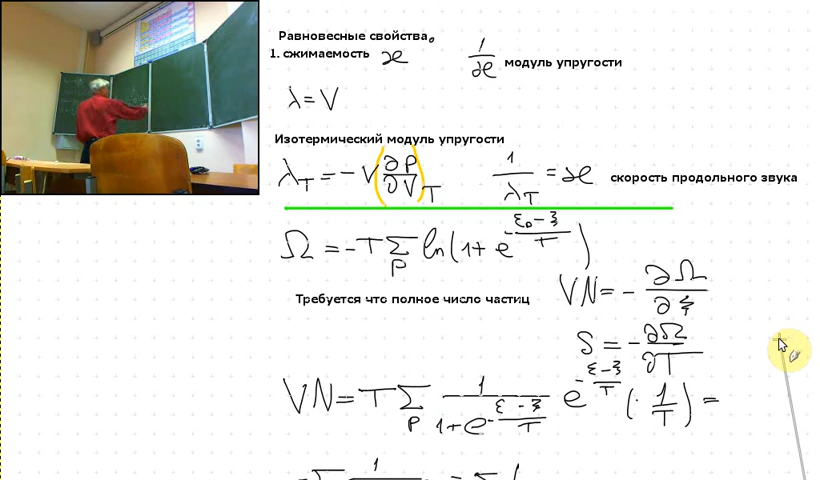 Равновесные свойства.
1. сжимаемость æ 1/æ модуль упругости
λ = V
Изотермический модуль упругости
λ_T = -V(∂P/∂V)_T 1/λ_T = æ скорость продольного звука
Ω = -T Σ_p ln(1+e^{-(ε_p-ξ)/T})
Требуется что полное число частиц VN = - ∂Ω/∂ξ
S = - ∂Ω/∂T
VN = T Σ_p 1/(1+e^{-(ε-ξ)/T}) e^{-(ε-ξ)/T} (· 1/T) =